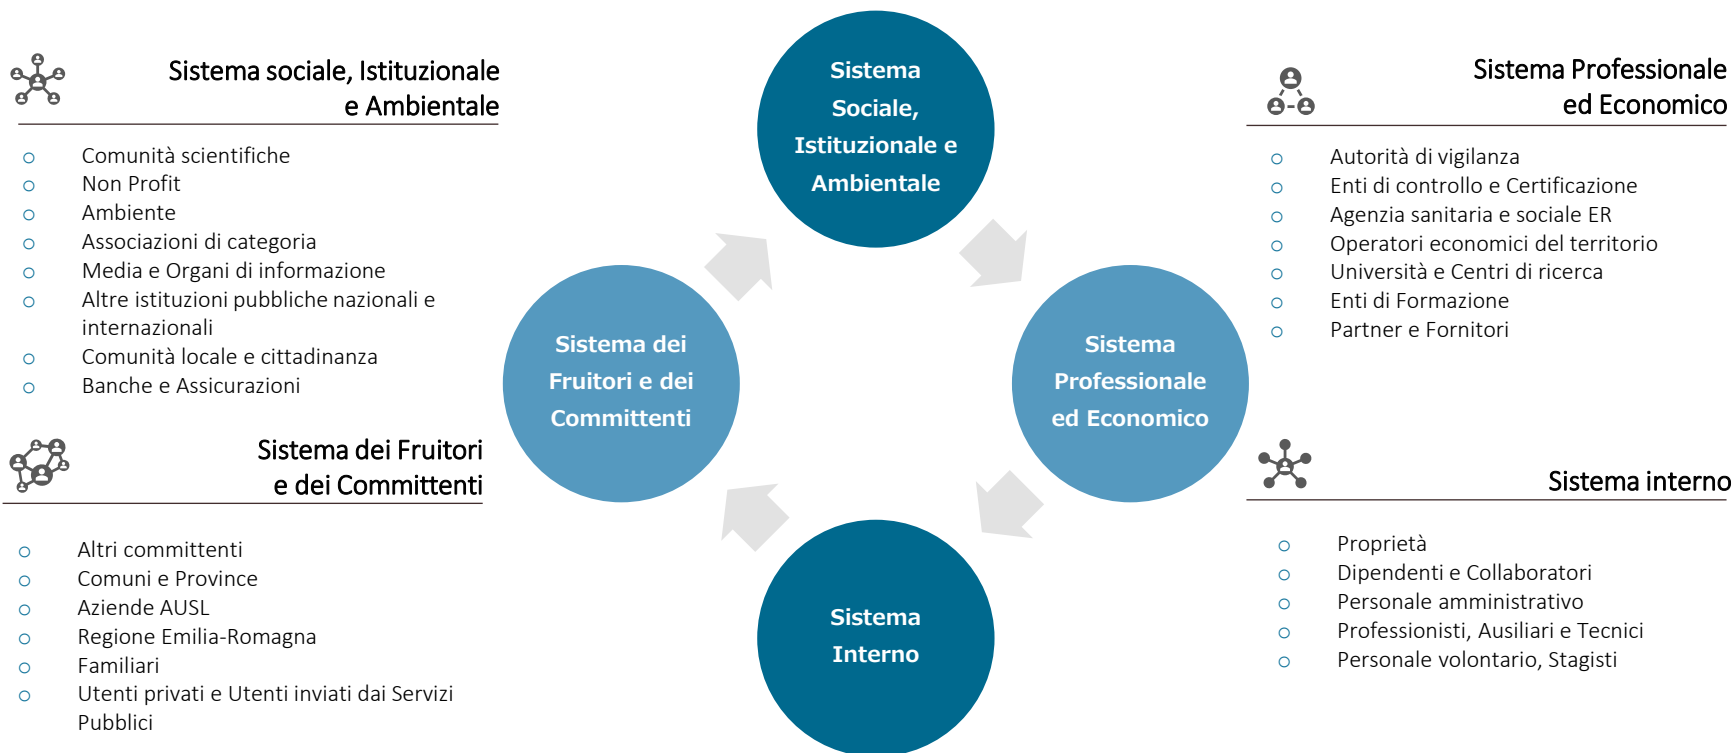 Sistema sociale, Istituzionale
e Ambientale
Comunità scientifiche
Non Profit
Ambiente
Associazioni di categoria
Media e Organi di informazione
Altre istituzioni pubbliche nazionali e
internazionali
Comunità locale e cittadinanza
Banche e Assicurazioni
Sistema dei Fruitori
e dei Committenti
Altri committenti
Comuni e Province
Aziende AUSL
Regione Emilia-Romagna
Familiari
Utenti privati e Utenti inviati dai Servizi
Pubblici
Sistema
Sociale,
Istituzionale e
Ambientale
Sistema dei
Fruitori e dei
Committenti
Sistema
Professionale
ed Economico
Sistema
Interno
Sistema Professionale
ed Economico
Autorità di vigilanza
Enti di controllo e Certificazione
Agenzia sanitaria e sociale ER
Operatori economici del territorio
Università e Centri di ricerca
Enti di Formazione
Partner e Fornitori
Sistema interno
Proprietà
Dipendenti e Collaboratori
Personale amministrativo
Professionisti, Ausiliari e Tecnici
Personale volontario, Stagisti